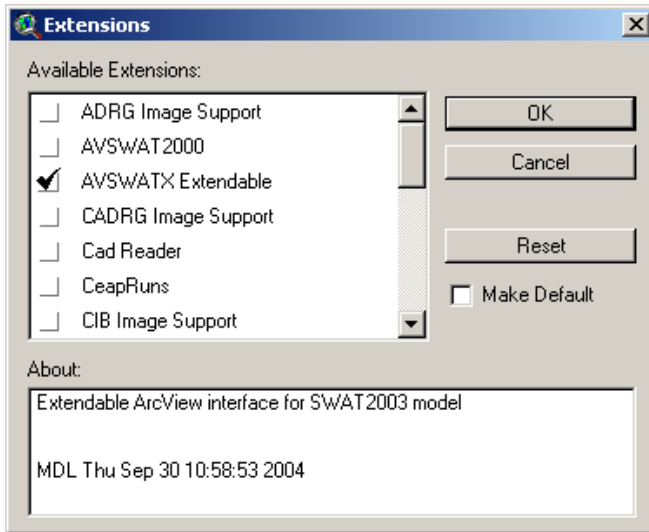 Extensions
Available Extensions:
ADRG Image Support
AVSWAT2000
AVSWATX Extendable
CADRG Image Support
Cad Reader
CeapRuns
CIB Image Support
OK
Cancel
Reset
Make Default
About:
Extendable ArcView interface for SWAT2003 model
MDL Thu Sep 30 10:58:53 2004